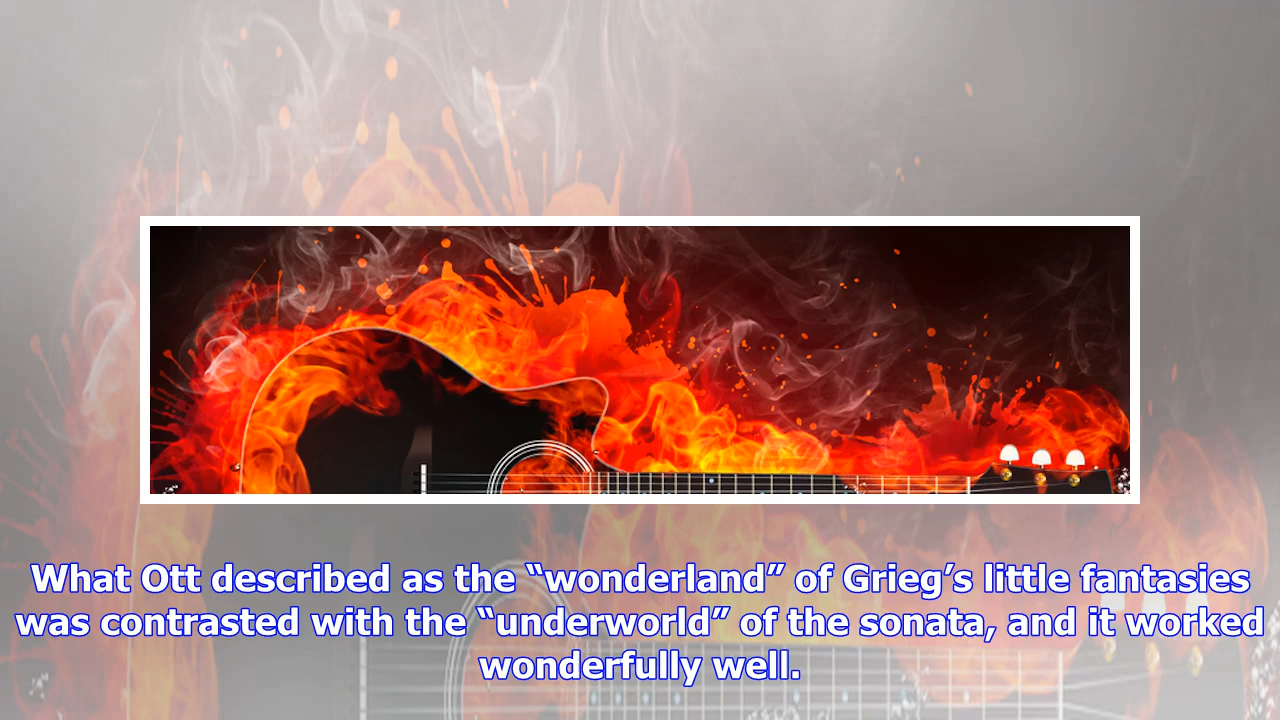 What Ott described as the “wonderland” of Grieg’s little fantasies
was contrasted with the “underworld” of the sonata, and it worked
wonderfully well.